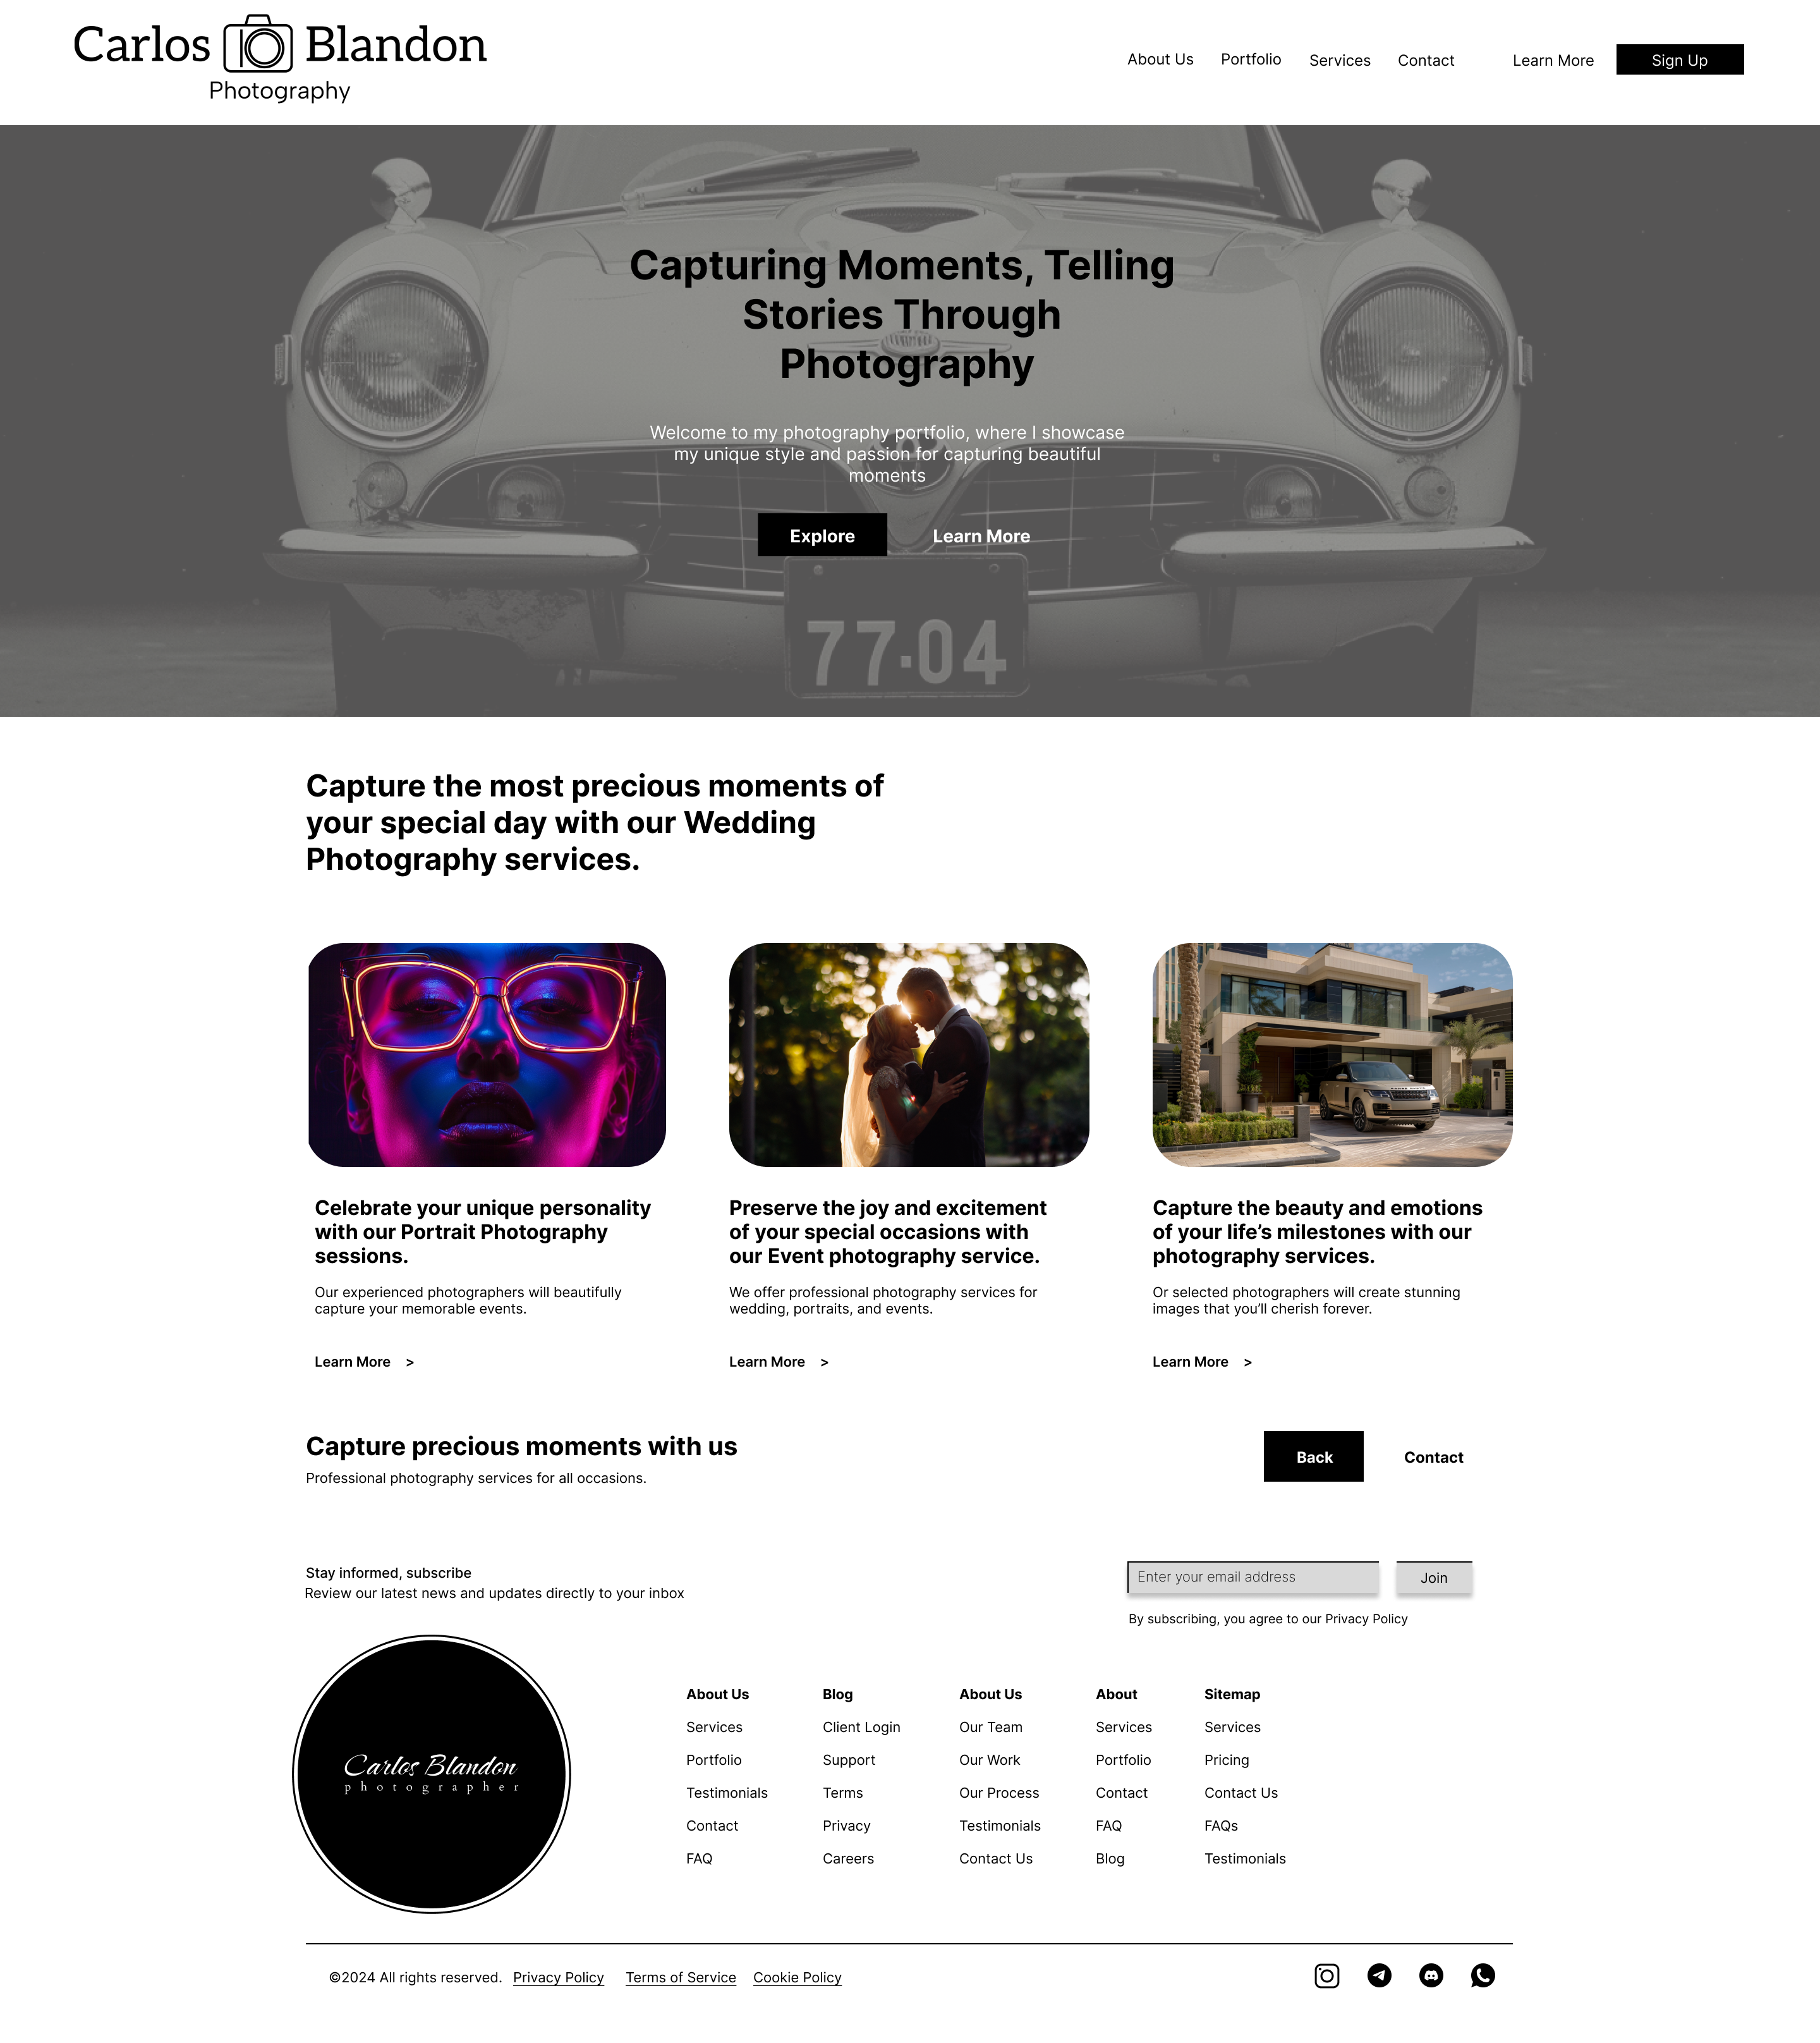 Carlos Blandon
Photography
About Us
Portfolio
Services
Contact
Learn More
Sign Up
Capturing Moments, Telling
Stories Through
Photography
Welcome to my photography portfolio, where I showcase
my unique style and passion for capturing beautiful
moments
Explore
Learn More
77·04
Capture the most precious moments of
your special day with our Wedding
Photography services.
Celebrate your unique personality
with our Portrait Photography
sessions.
Our experienced photographers will beautifully
capture your memorable events.
Learn More >
Preserve the joy and excitement
of your special occasions with
our Event photography service.
We offer professional photography services for
wedding, portraits, and events.
Learn More >
Capture the beauty and emotions
of your life’s milestones with our
photography services.
Or selected photographers will create stunning
images that you’ll cherish forever.
Learn More >
Capture precious moments with us
Professional photography services for all occasions.
Back
Contact
Stay informed, subscribe
Review our latest news and updates directly to your inbox
Enter your email address
Join
By subscribing, you agree to our Privacy Policy
Carlos Blandon
photographer
About Us
Services
Portfolio
Testimonials
Contact
FAQ
Blog
Client Login
Support
Terms
Privacy
Careers
About Us
Our Team
Our Work
Our Process
Testimonials
Contact Us
About
Services
Portfolio
Contact
FAQ
Blog
Sitemap
Services
Pricing
Contact Us
FAQs
Testimonials
©2024 All rights reserved.
Privacy Policy
Terms of Service
Cookie Policy